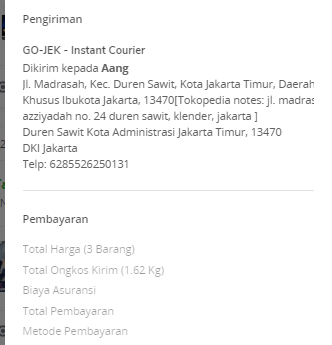 Pengiriman
GO-JEK - Instant Courier
Dikirim kepada Aang
Jl. Madrasah, Kec. Duren Sawit, Kota Jakarta Timur, Daerah
Khusus Ibukota Jakarta, 13470[Tokopedia notes: jl. madras
azziyadah no. 24 duren sawit, klender, jakarta ]
Duren Sawit Kota Administrasi Jakarta Timur, 13470
DKI Jakarta
Telp: 6285526250131
Pembayaran
Total Harga (3 Barang)
Total Ongkos Kirim (1.62 Kg)
Biaya Asuransi
Total Pembayaran
Metode Pembayaran